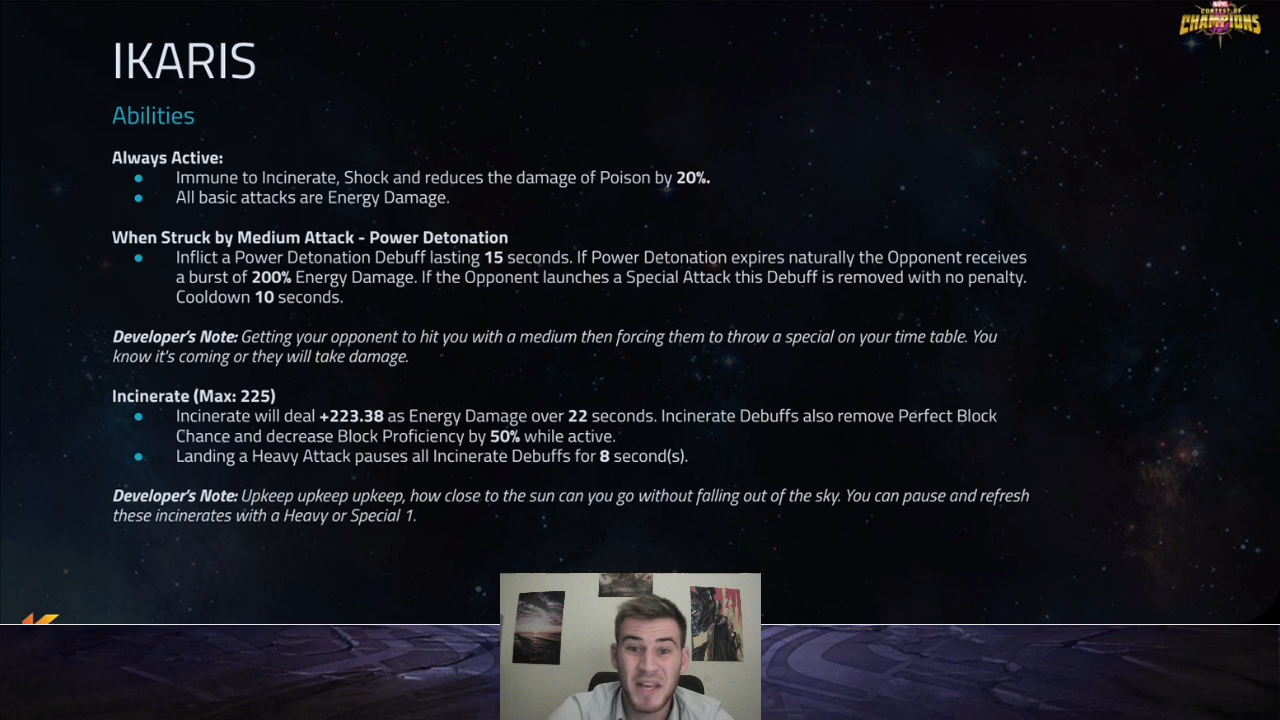 MARVEL
CONTEST OF
CHAMPIONS
IKARIS
Abilities
Always Active:
● Immune to Incinerate, Shock and reduces the damage of Poison by 20%.
● All basic attacks are Energy Damage.
When Struck by Medium Attack - Power Detonation
● Inflict a Power Detonation Debuff lasting 15 seconds. If Power Detonation expires naturally the Opponent receives
a burst of 200% Energy Damage. If the Opponent launches a Special Attack this Debuff is removed with no penalty.
Cooldown 10 seconds.
Developer's Note: Getting your opponent to hit you with a medium then forcing them to throw a special on your time table. You
know it's coming or they will take damage.
Incinerate (Max: 225)
● Incinerate will deal +223.38 as Energy Damage over 22 seconds. Incinerate Debuffs also remove Perfect Block
Chance and decrease Block Proficiency by 50% while active.
● Landing a Heavy Attack pauses all Incinerate Debuffs for 8 second(s).
Developer's Note: Upkeep upkeep upkeep, how close to the sun can you go without falling out of the sky. You can pause and refresh
these incinerates with a Heavy or Special 1.